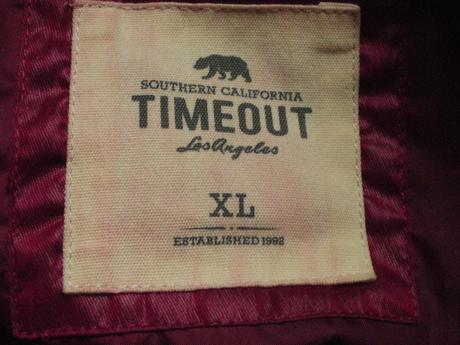 SOUTHERN CALIFORNIA
TIMEOUT
Los Angeles
XL
ESTABLISHED 1992